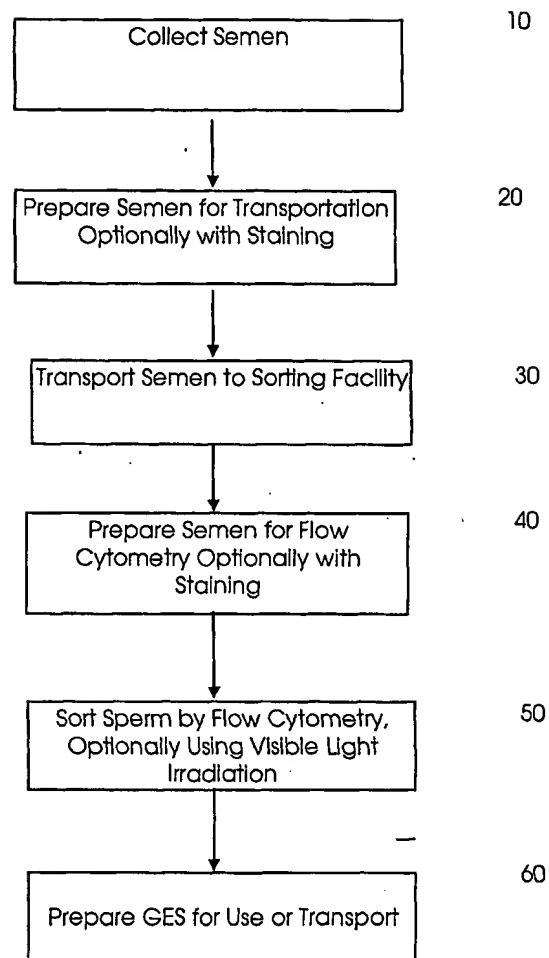 Collect Semen
10
Prepare Semen for Transportation
Optionally with Staining
20
Transport Semen to Sorting Facility
30
Prepare Semen for Flow
Cytometry Optionally with
Staining
40
Sort Sperm by Flow Cytometry,
Optionally Using Visible Light
Irradiation
50
Prepare GES for Use or Transport
60